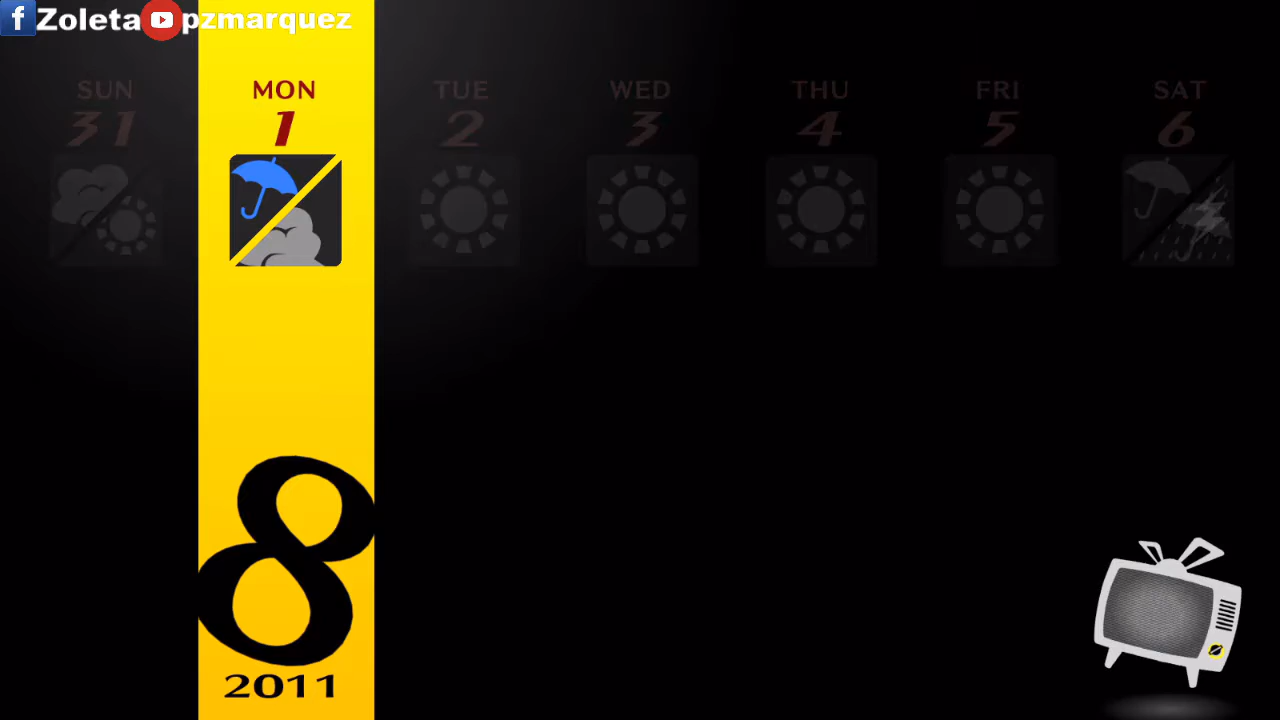 f Zoleta pzmarquez
SUN MON TUE WED THU FRI SAT
31 1 2 3 4 5 6
8
2011